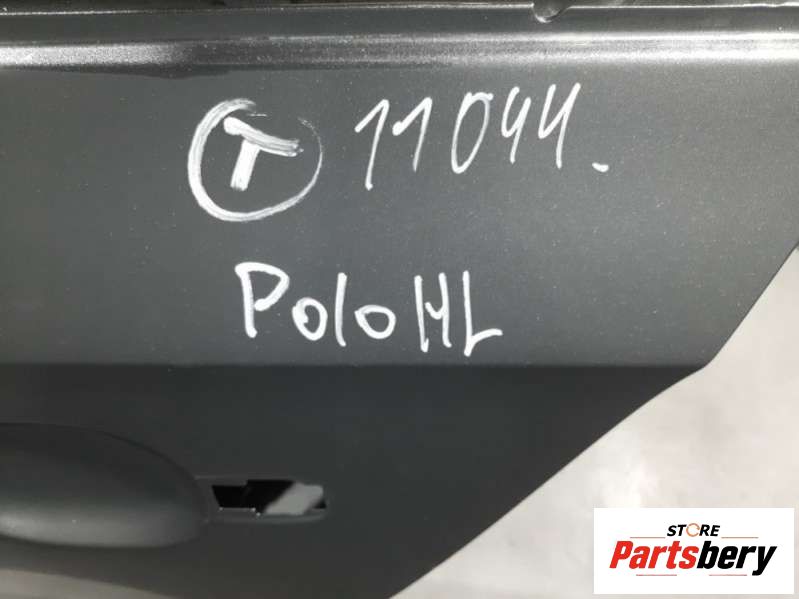 T 11044.
Polo HL
STORE
Partsbery